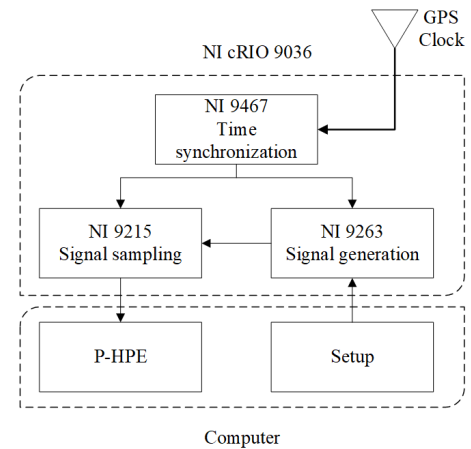 GPS
Clock
NI cRIO 9036
NI 9467
Time
synchronization
NI 9215
Signal sampling
NI 9263
Signal generation
P-HPE
Setup
Computer